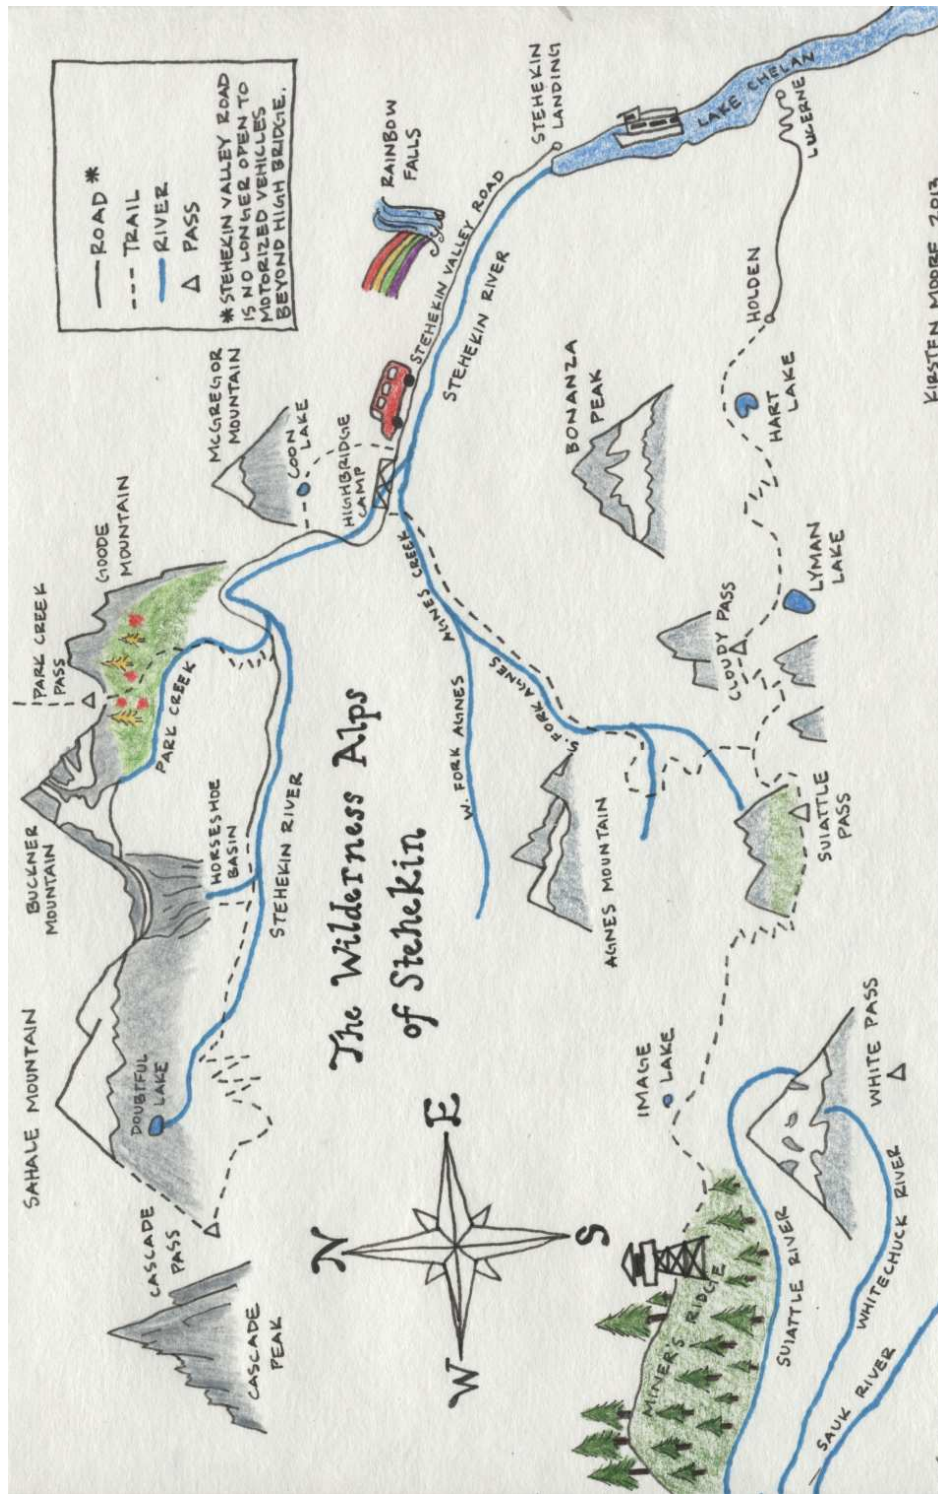 SAHALE MOUNTAIN
BUCKNER
MOUNTAIN
PARK CREEK
PASS
GOODE
MOUNTAIN
CASCADE
PASS
DOUBTFUL
LAKE
HORSESHOE
BASIN
PARK CREEK
MCGREGOR
MOUNTAIN
COON
LAKE
ROAD *
TRAIL
RIVER
PASS
* STEHEKIN VALLEY ROAD
IS NO LONGER OPEN TO
MOTORIZED VEHICLES
BEYOND HIGH BRIDGE.
CASCADE
PEAK
STEHEKIN RIVER
HIGHBRIDGE
CAMP
RAINBOW
FALLS
The Wilderness Alps
of Stehekin
STEHEKIN VALLEY ROAD
STEHEKIN RIVER
STEHEKIN
LANDING
N
W
E
S
AGNES CREEK
W. FORK AGNES
S. FORK AGNES
BONANZA
PEAK
LAKE CHELAN
AGNES MOUNTAIN
IMAGE
LAKE
MINER'S RIDGE
CLOUDY PASS
LYMAN
LAKE
HART
LAKE
HOLDEN
LUCERNE
SUIATTLE
PASS
SUIATTLE RIVER
WHITE PASS
WHITECHUCK RIVER
SAUK RIVER
KIRSTEN MOORE 2013